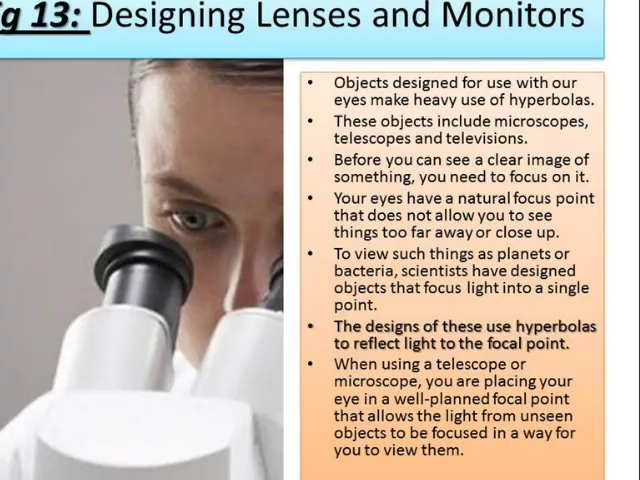 g 13: Designing Lenses and Monitors
• Objects designed for use with our
eyes make heavy use of hyperbolas.
• These objects include microscopes,
telescopes and televisions.
• Before you can see a clear image of
something, you need to focus on it.
• Your eyes have a natural focus point
that does not allow you to see
things too far away or close up.
• To view such things as planets or
bacteria, scientists have designed
objects that focus light into a single
point.
• The designs of these use hyperbolas
to reflect light to the focal point.
• When using a telescope or
microscope, you are placing your
eye in a well-planned focal point
that allows the light from unseen
objects to be focused in a way for
you to view them.